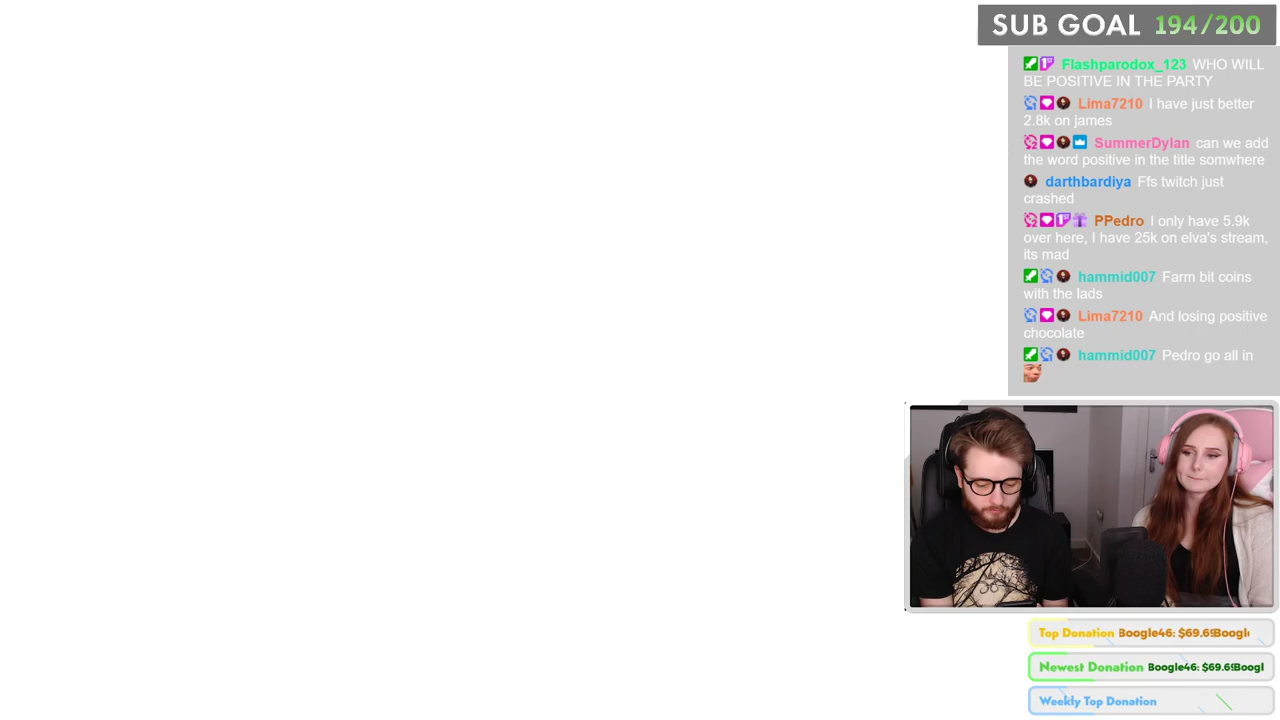 SUB GOAL 194/200
Flashparodox_123 WHO WILL
BE POSITIVE IN THE PARTY
Lima7210 I have just better
2.8k on james
SummerDylan can we add
the word positive in the title somwhere
darthbardiya Ffs twitch just
crashed
PPedro I only have 5.9k
over here, I have 25k on elva's stream,
its mad
hammid007 Farm bit coins
with the lads
Lima7210 And losing positive
chocolate
hammid007 Pedro go all in
Top Donation Boogle46: $69.69Boogl
Newest Donation Boogle46: $69.69Boogl
Weekly Top Donation